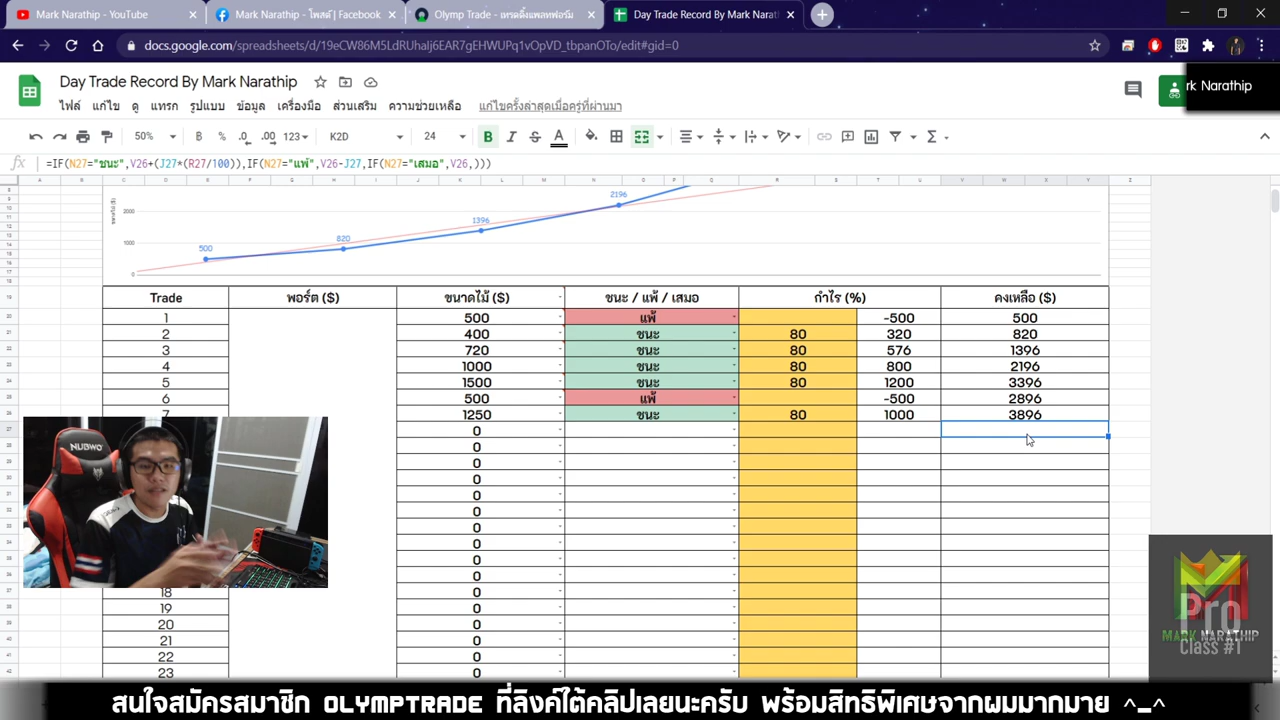 Mark Narathip - YouTube
Mark Narathip - โพสต์ | Facebook
Olymp Trade - เทรดดิ้งแพลทฟอร์ม
Day Trade Record By Mark Narat
docs.google.com/spreadsheets/d/19eCW86M5LdRUhaIj6EAR7gEHWUPq1vOpVD_tbpanOTo/edit#gid=0
Day Trade Record By Mark Narathip
rk Narathip
ไฟล์ แก้ไข ดู แทรก รูปแบบ ข้อมูล เครื่องมือ ส่วนเสริม ความช่วยเหลือ แก้ไขครั้งล่าสุดเมื่อครู่ที่ผ่านมา
50% ฿ % .0 .00 123 K2D 24 B I S A
fx =IF(N27="ชนะ",V26+(J27*(R27/100)),IF(N27="แพ้",V26-J27,IF(N27="เสมอ",V26,)))
2000
1000
0
500
820
1396
2196
Trade พอร์ต ($) ขนาดไม้ ($) ชนะ / แพ้ / เสมอ กำไร (%) คงเหลือ ($)
1 500 แพ้ -500 500
2 400 ชนะ 80 320 820
3 720 ชนะ 80 576 1396
4 1000 ชนะ 80 800 2196
5 1500 ชนะ 80 1200 3396
6 500 แพ้ -500 2896
7 1250 ชนะ 80 1000 3896
0
0
0
0
0
0
0
0
0
0
18 0
19 0
20 0
21 0
22 0
23 0
NUBWO
Pro
MARK NARATHIP
Class #1
สนใจสมัครสมาชิก OLYMPTRADE ที่ลิงค์ใต้คลิปเลยนะครับ พร้อมสิทธิพิเศษจากผมมากมาย ^_^